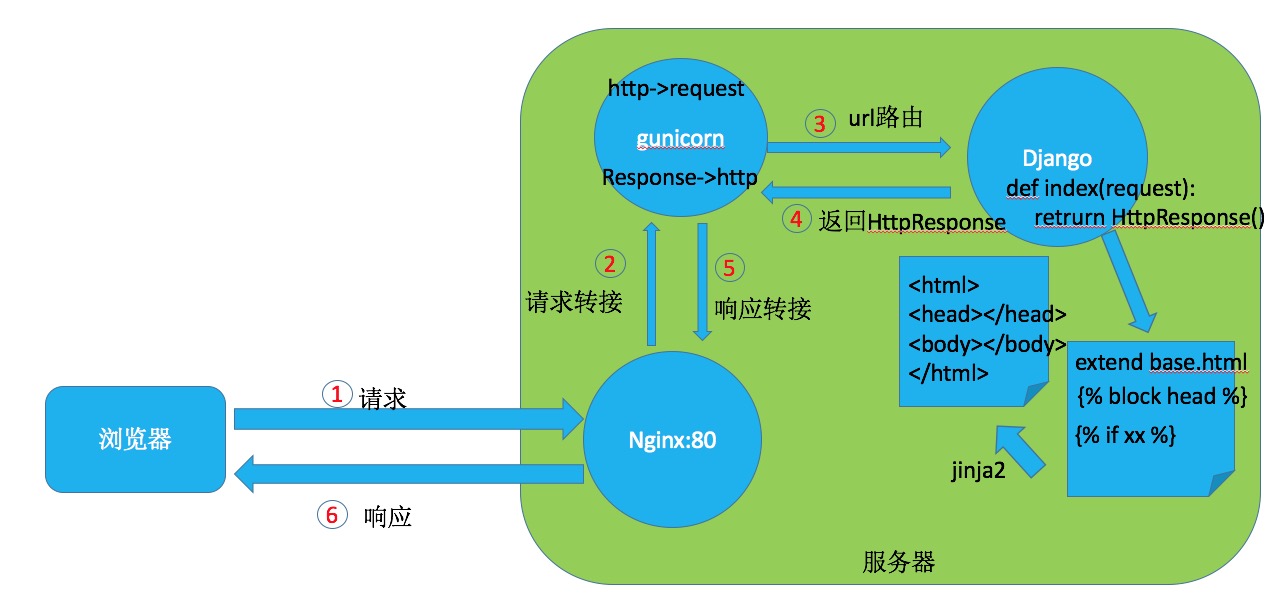 http->request
gunicorn
Response->http
③ url路由
④ 返回HttpResponse
Django
def index(request):
retrurn HttpResponse()
② 请求转接
⑤ 响应转接
<html>
<head></head>
<body></body>
</html>
extend base.html
{% block head %}
{% if xx %}
jinja2
浏览器
① 请求
Nginx:80
⑥ 响应
服务器